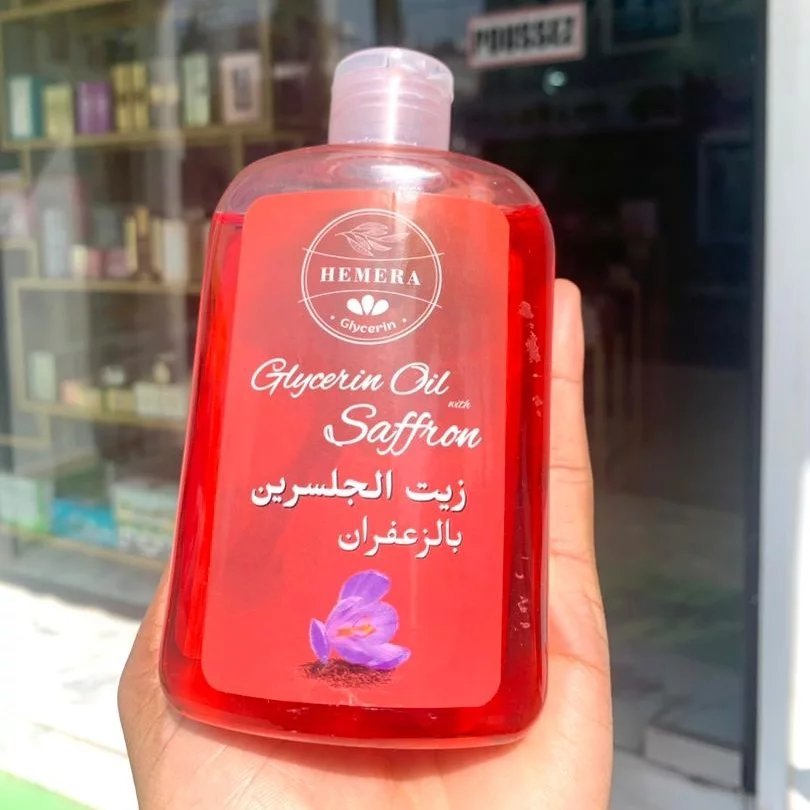 POUSSEZ
HEMERA
Glycerin
Glycerin Oil
with
Saffron
زيت الجلسرين
بالزعفران